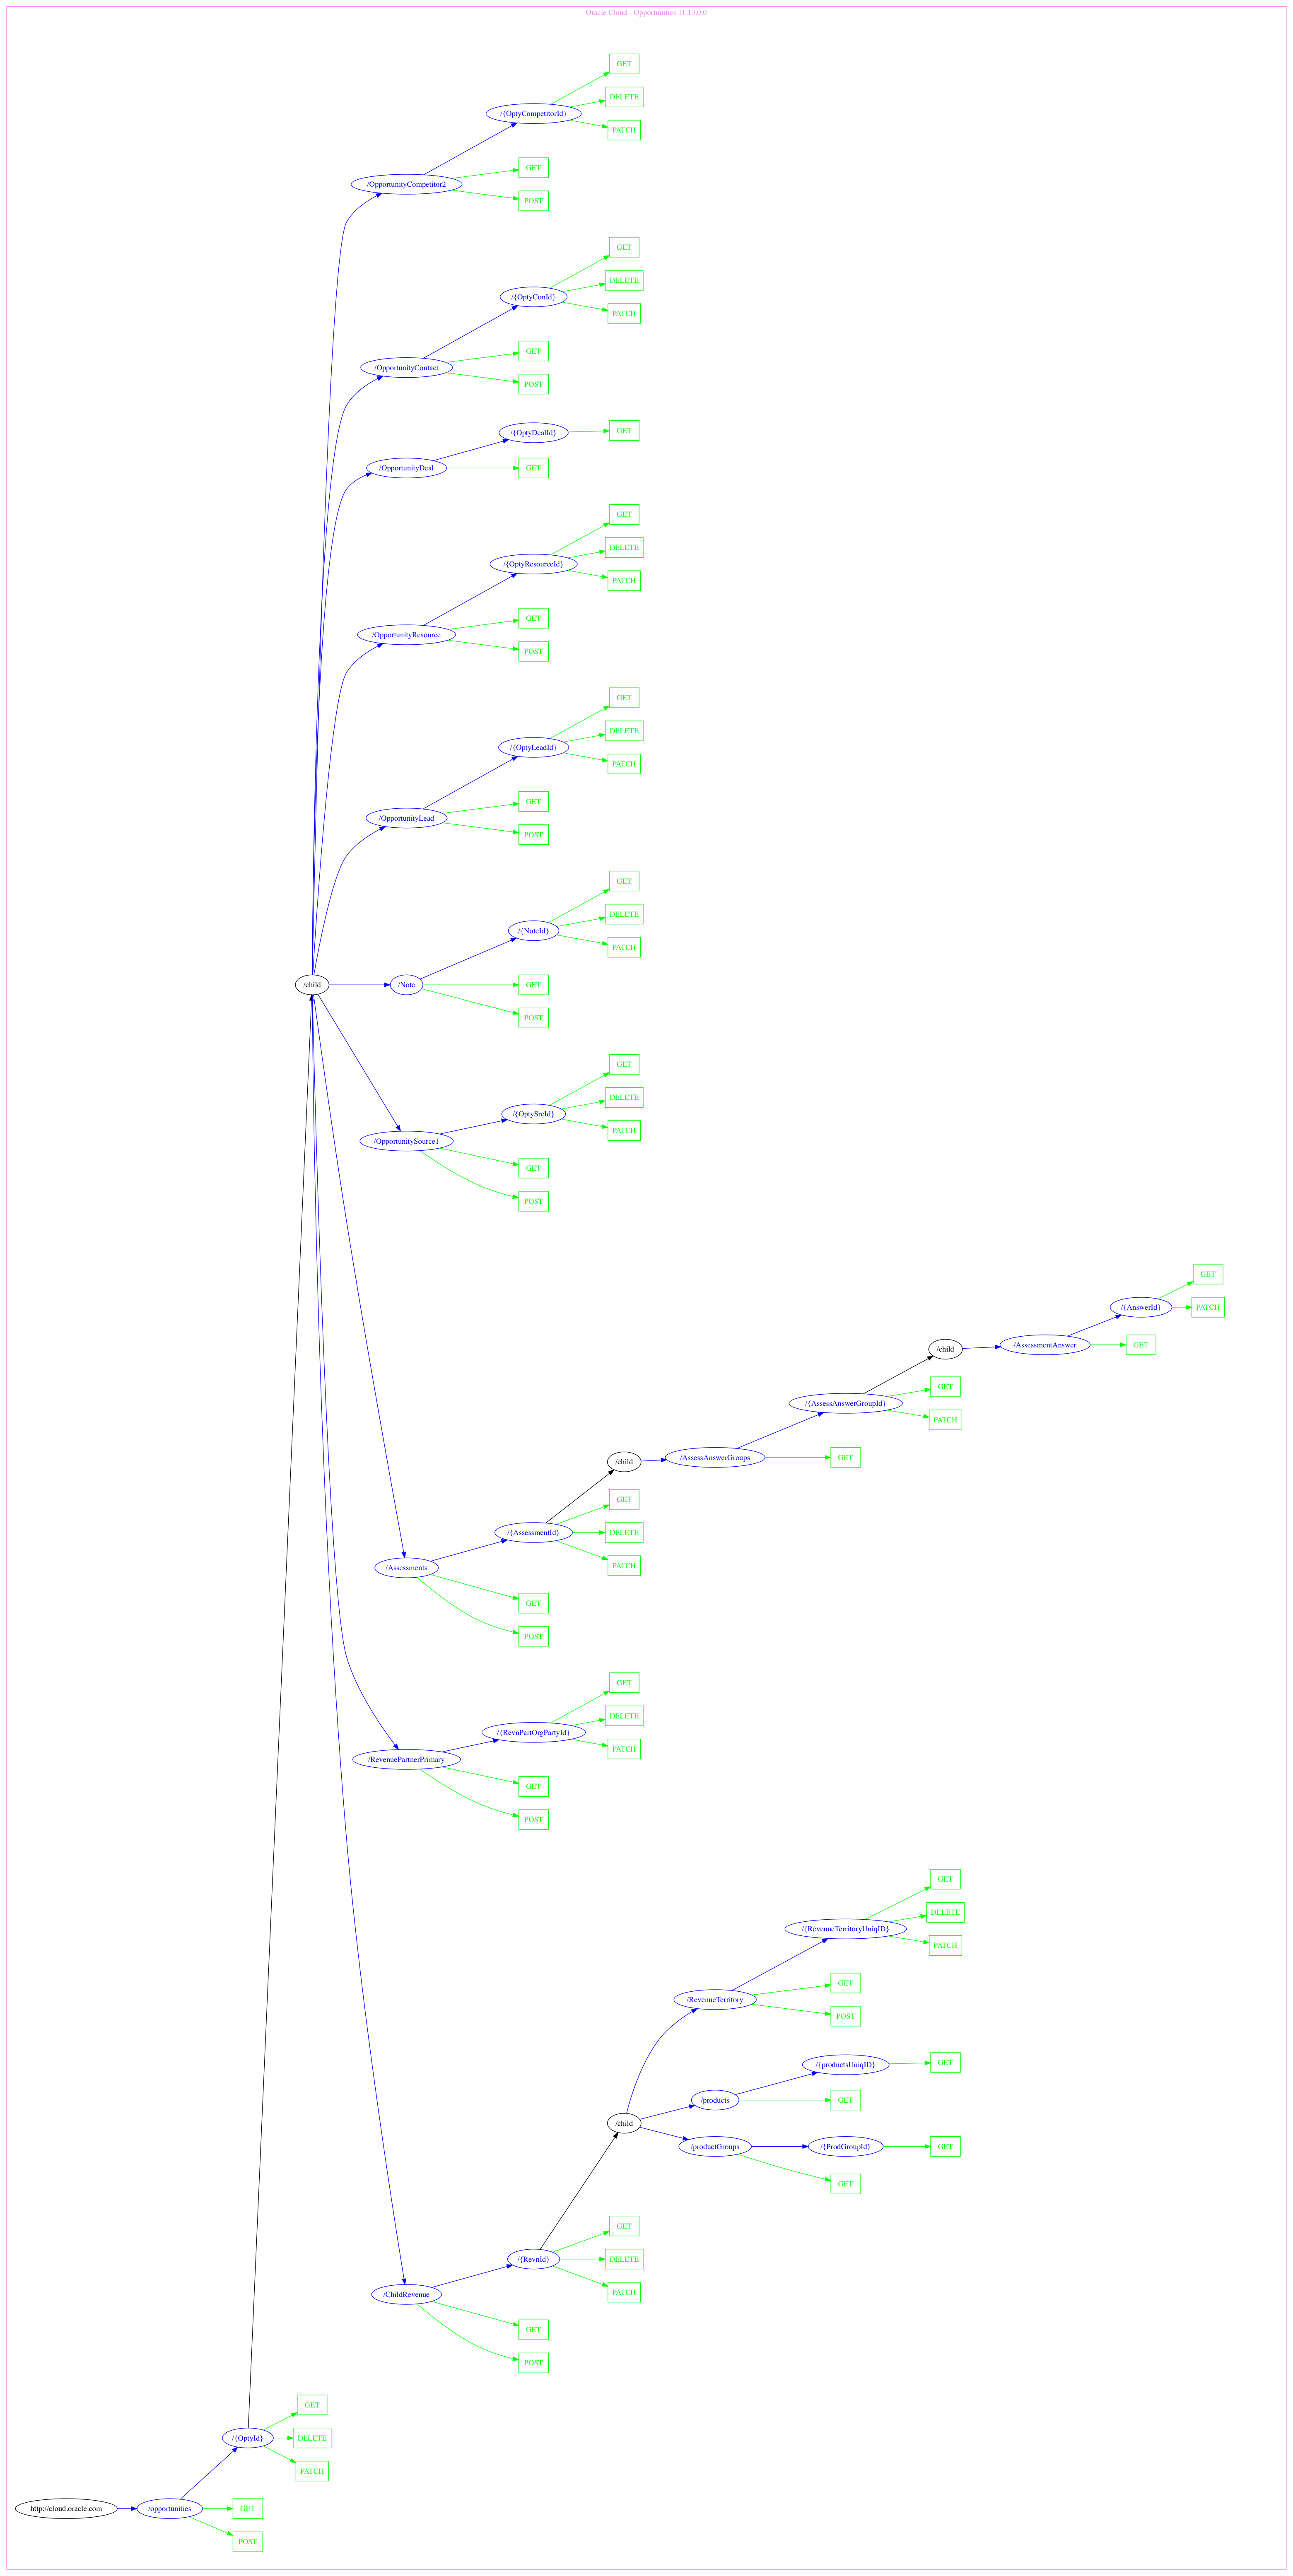 Oracle Cloud - Opportunities 11.13.0.0
GET
/{OptyCompetitorId}
DELETE
PATCH
GET
/OpportunityCompetitor2
POST
GET
/{OptyConId}
DELETE
PATCH
GET
/OpportunityContact
POST
/{OptyDealId}
GET
/OpportunityDeal
GET
GET
/{OptyResourceId}
DELETE
PATCH
GET
/OpportunityResource
POST
GET
/{OptyLeadId}
DELETE
PATCH
GET
/OpportunityLead
POST
GET
/{NoteId}
DELETE
PATCH
/child
/Note
GET
POST
GET
/{OptySrcId}
DELETE
PATCH
/OpportunitySource1
GET
POST
GET
/{AnswerId}
PATCH
/child
/AssessmentAnswer
GET
GET
/{AssessAnswerGroupId}
PATCH
/child
/AssessAnswerGroups
GET
GET
/{AssessmentId}
DELETE
PATCH
/Assessments
GET
POST
GET
/{RevnPartOrgPartyId}
DELETE
PATCH
/RevenuePartnerPrimary
GET
POST
GET
/{RevenueTerritoryUniqID}
DELETE
PATCH
GET
/RevenueTerritory
POST
/{productsUniqID}
GET
/products
GET
/child
/productGroups
/{ProdGroupId}
GET
GET
GET
/{RevnId}
DELETE
PATCH
/ChildRevenue
GET
POST
GET
/{OptyId}
DELETE
PATCH
http://cloud.oracle.com
/opportunities
GET
POST